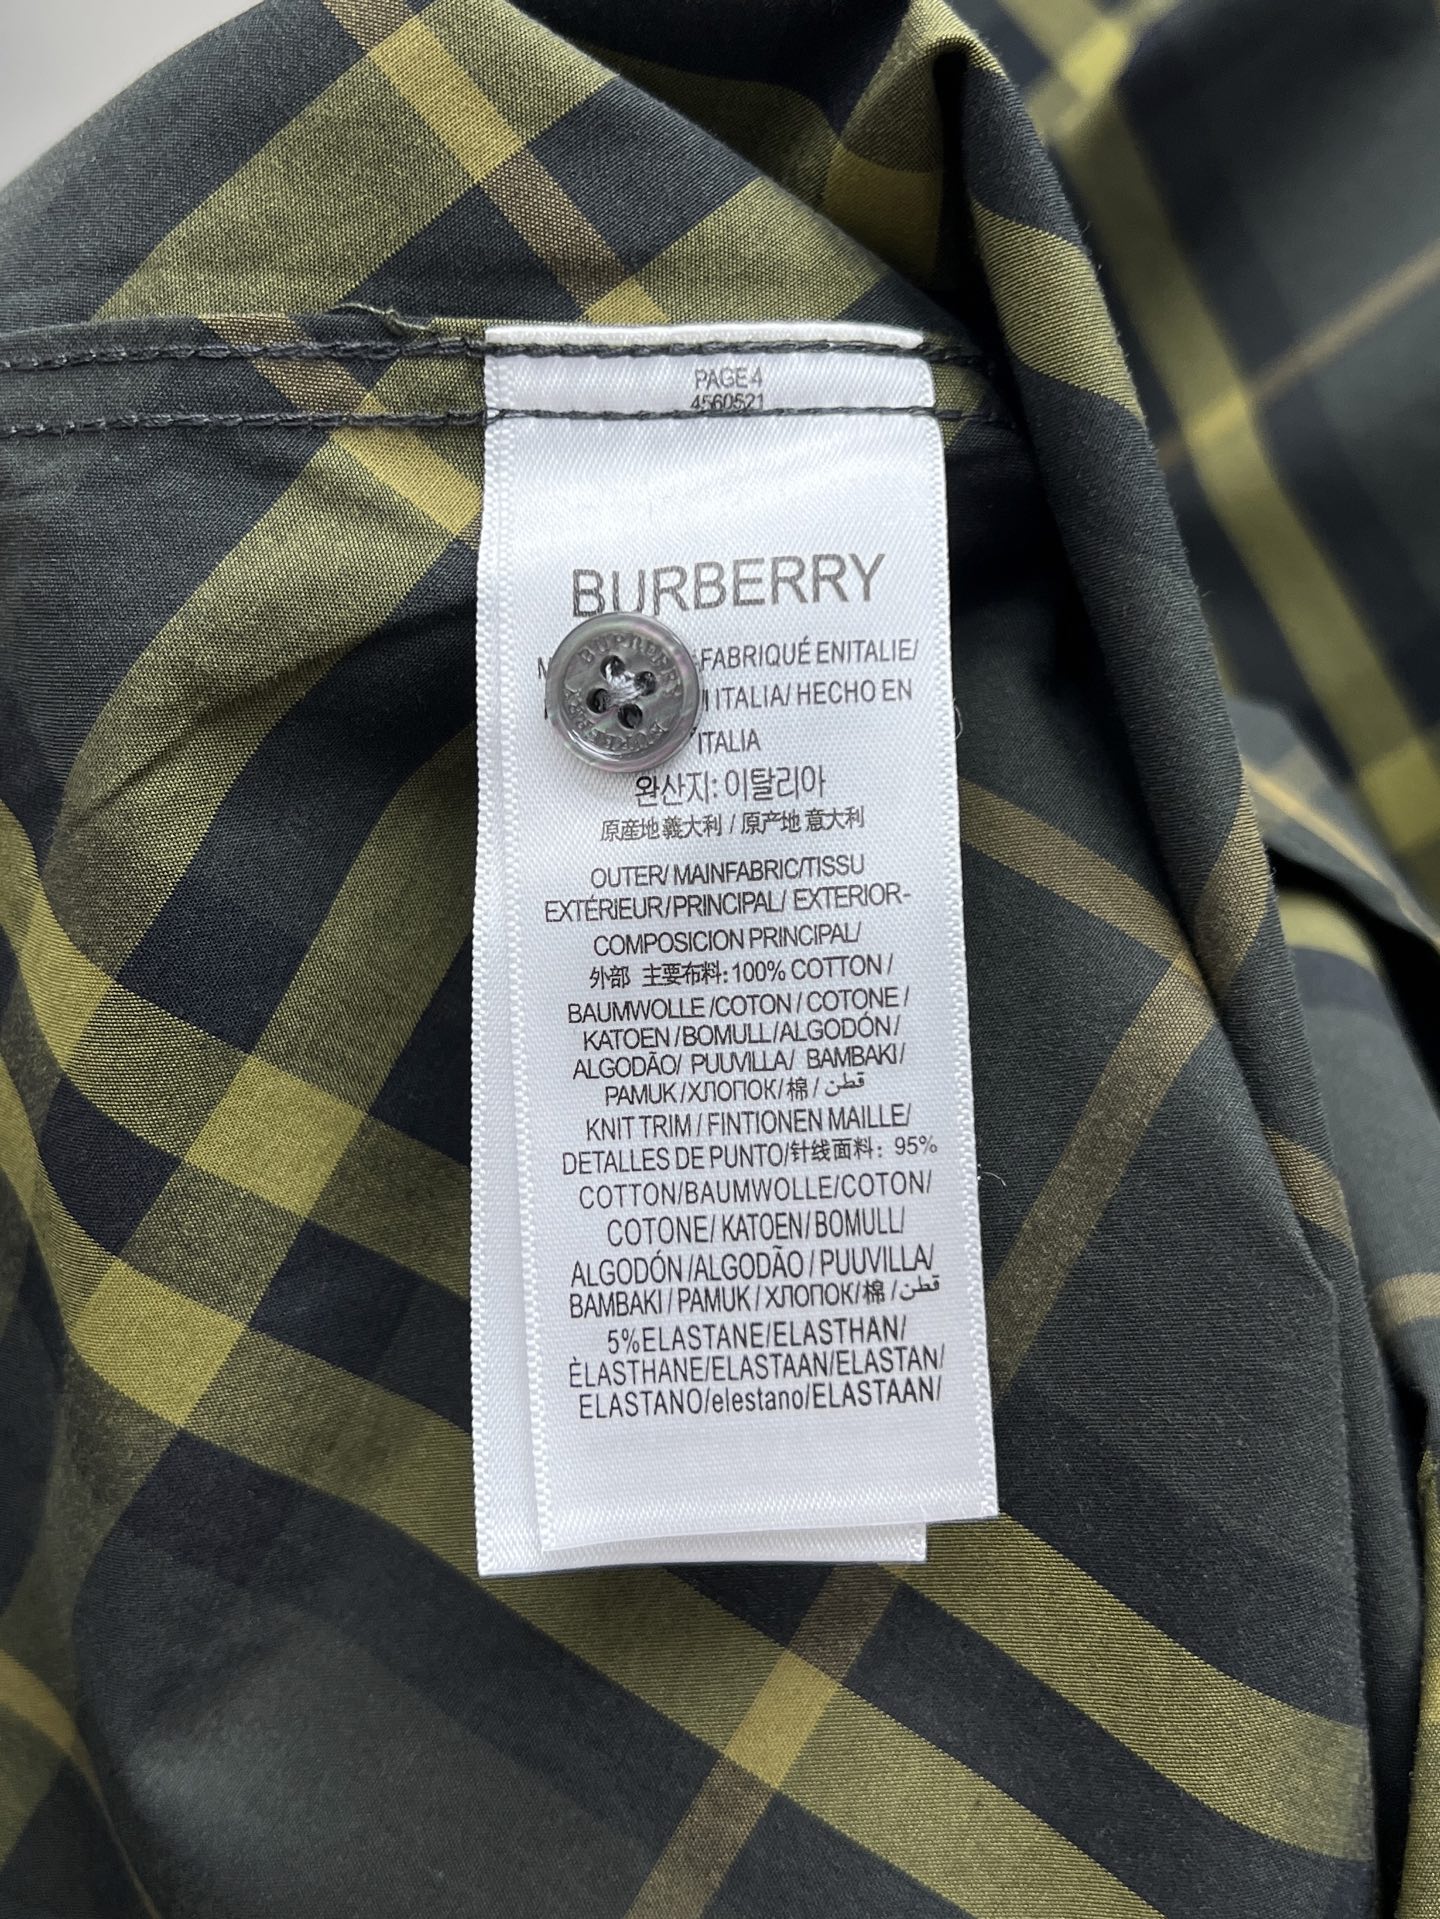 PAGE 4
4560521
BURBERRY
FABRIQUÉ ENITALIE/
ITALIA/ HECHO EN
ITALIA
완산지: 이탈리아
原産地 義大利 / 原产地 意大利
OUTER/ MAINFABRIC/TISSU
EXTÉRIEUR/PRINCIPAL/ EXTERIOR-
COMPOSICION PRINCIPAL/
外部 主要布料: 100% COTTON /
BAUMWOLLE /COTON / COTONE /
KATOEN /BOMULL/ALGODÓN/
ALGODÃO/ PUUVILLA/ BAMBAKI/
PAMUK/ХЛОПОК/棉 / قطن
KNIT TRIM / FINTIONEN MAILLE/
DETALLES DE PUNTO/针线面料: 95%
COTTON/BAUMWOLLE/COTON/
COTONE/ KATOEN/BOMULL/
ALGODÓN /ALGODÃO / PUUVILLA/
BAMBAKI / PAMUK / ХЛОПОК/棉 / قطن/
5%ELASTANE/ELASTHAN/
ÈLASTHANE/ELASTAAN/ELASTAN/
ELASTANO/elestano/ELASTAAN/
BURBERRY
BURBERRY